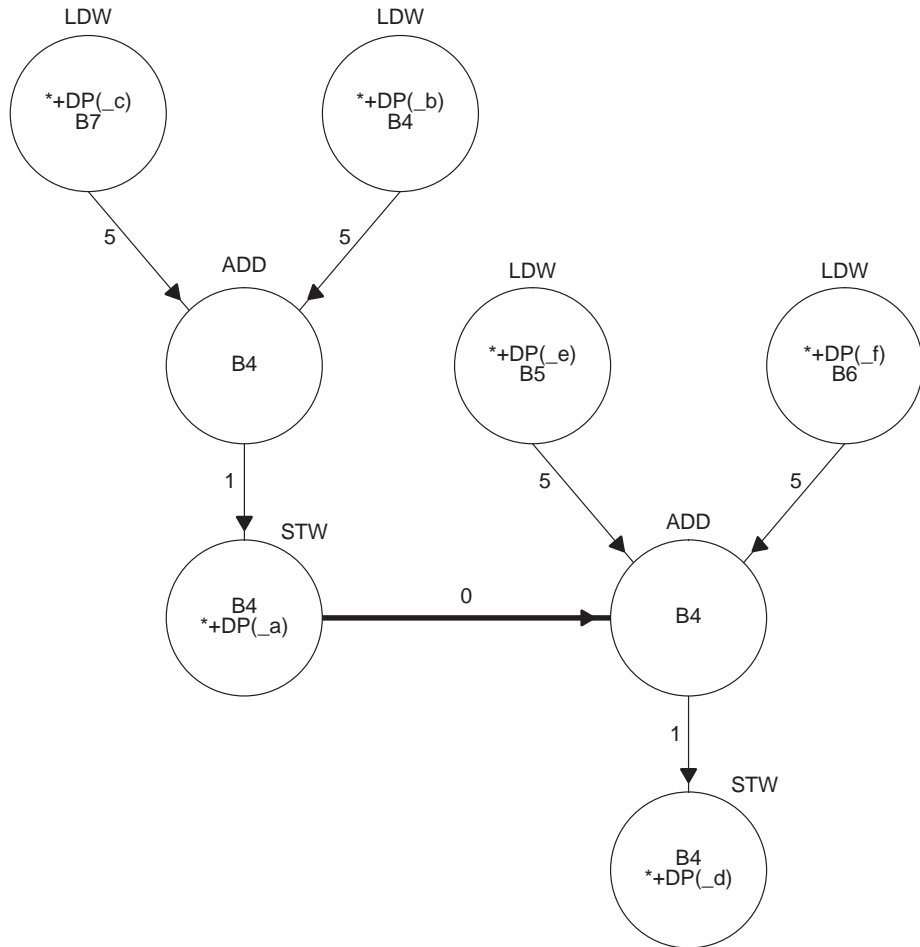 LDW
LDW
*+DP(_c)
B7
*+DP(_b)
B4
5
5
ADD
LDW
LDW
B4
*+DP(_e)
B5
*+DP(_f)
B6
1
5
5
STW
ADD
B4
*+DP(_a)
0
B4
1
STW
B4
*+DP(_d)